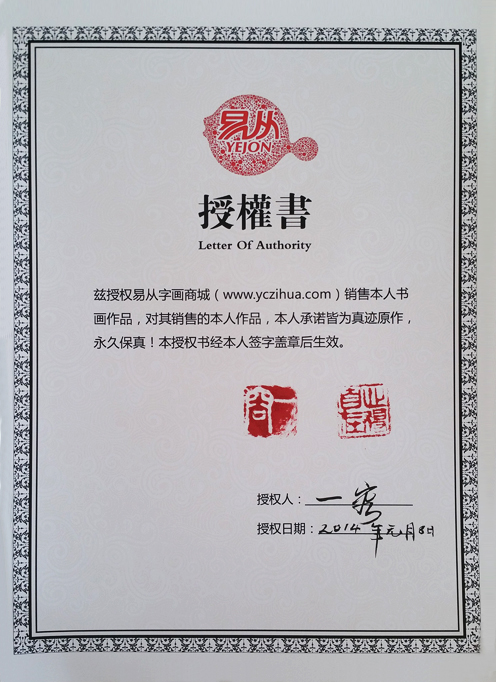 易从
YEJON
授權書
Letter Of Authority
兹授权易从字画商城（www.yczihua.com）销售本人书
画作品，对其销售的本人作品，本人承诺皆为真迹原作，
永久保真！本授权书经本人签字盖章后生效。
授权人：一
授权日期：2014年元月8日